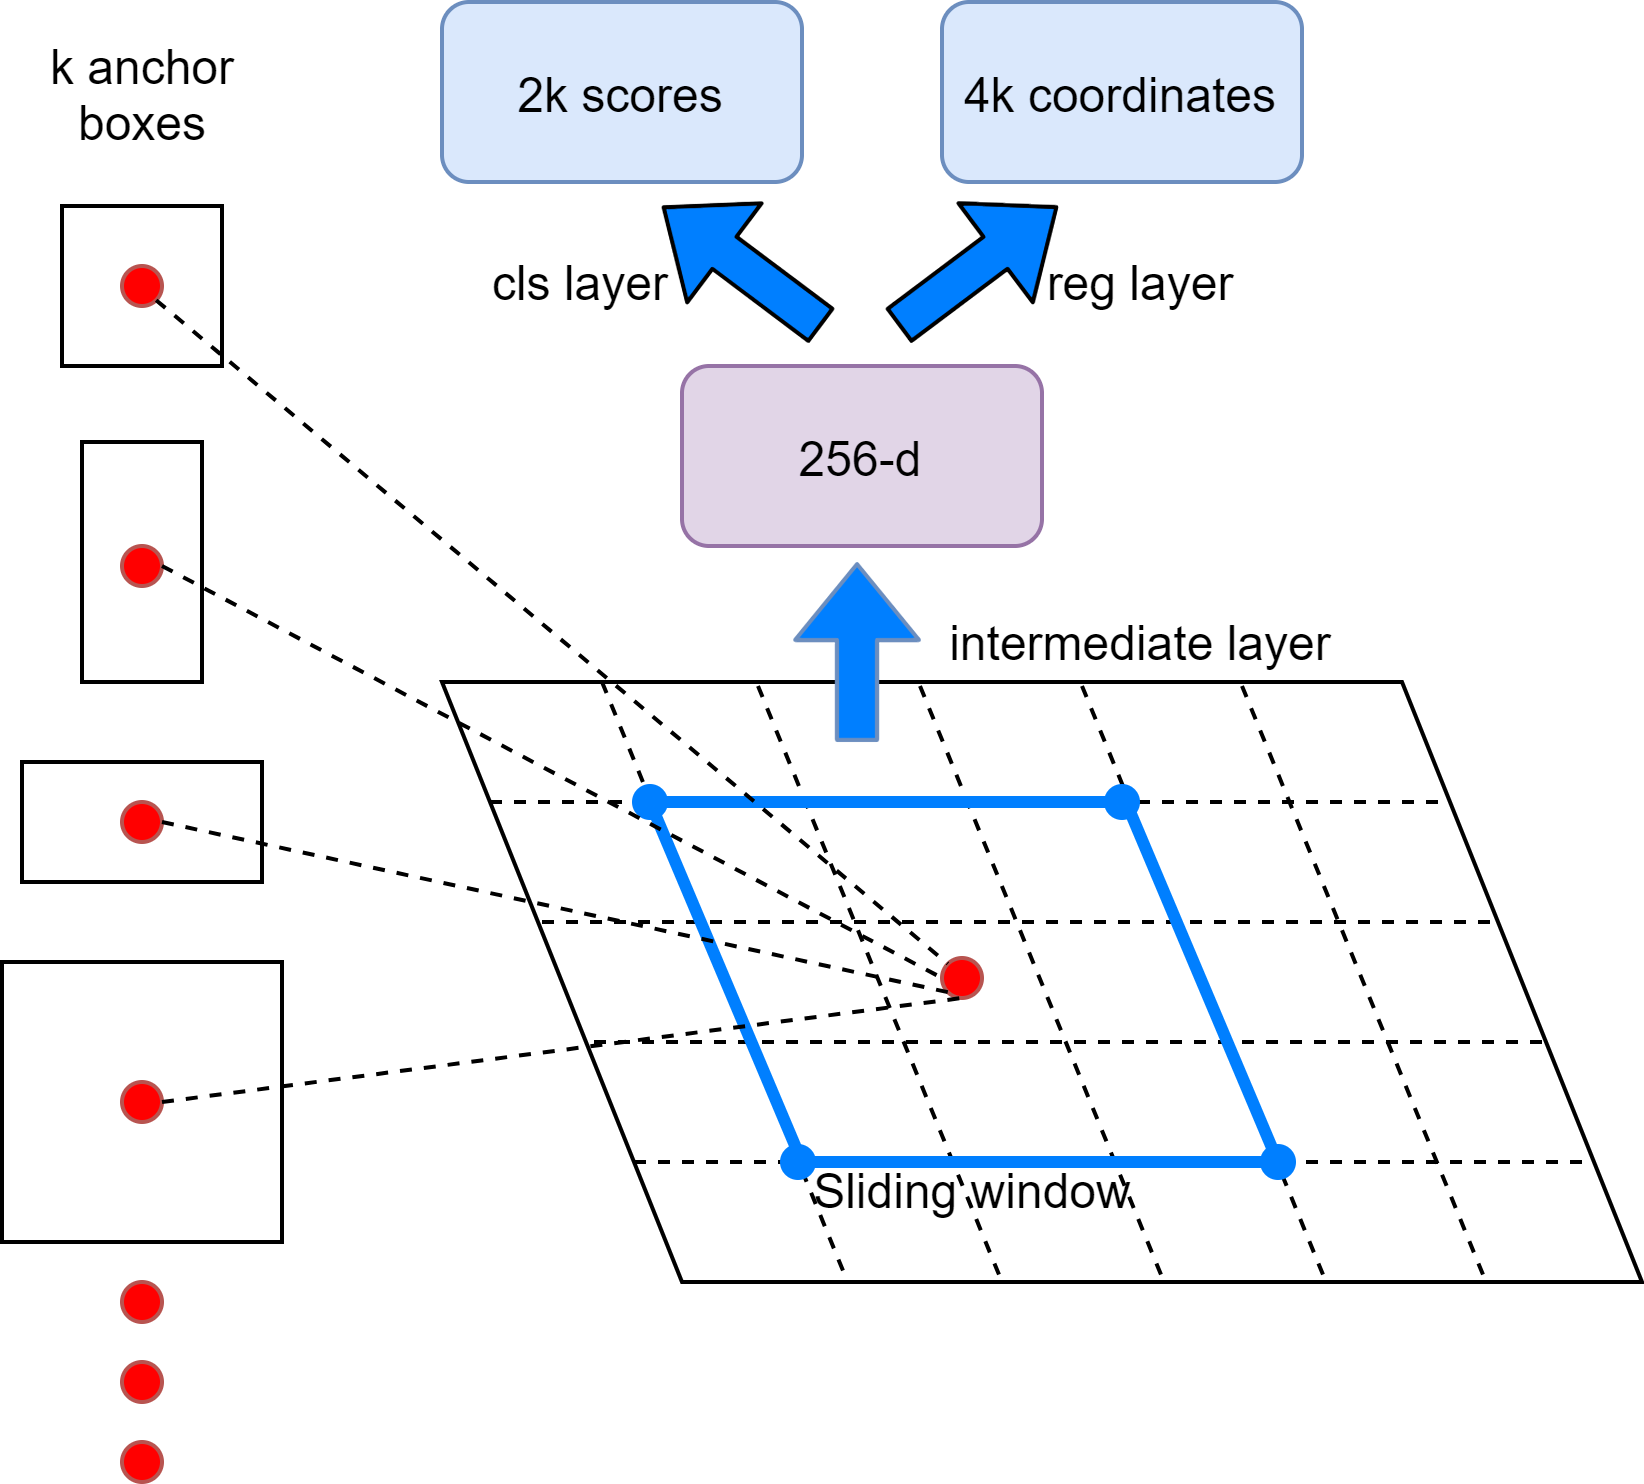 k anchor
boxes
2k scores
4k coordinates
cls layer
reg layer
256-d
intermediate layer
Sliding window